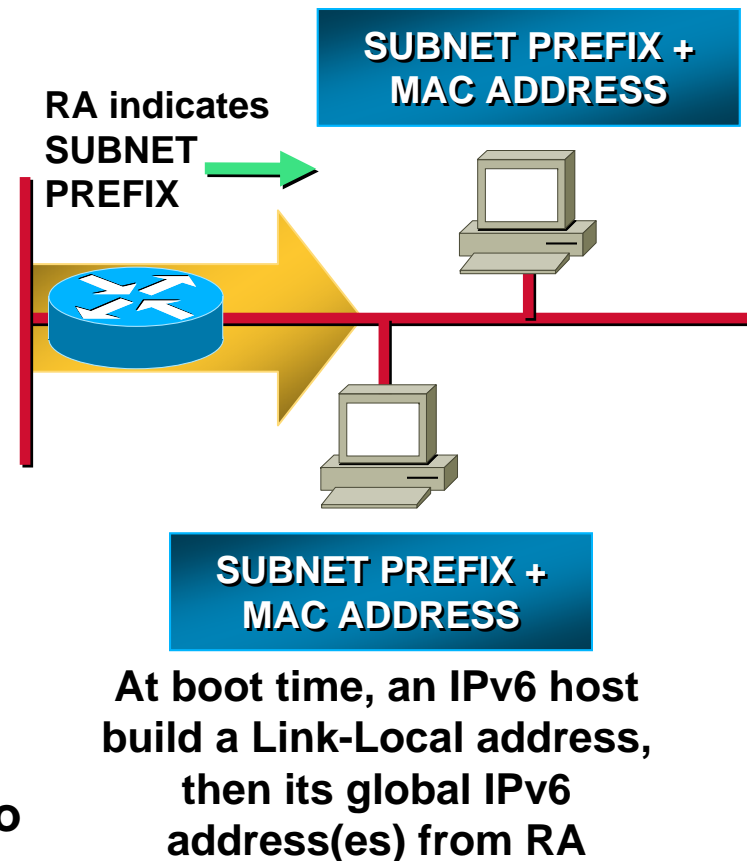 SUBNET PREFIX +
MAC ADDRESS
RA indicates
SUBNET
PREFIX
SUBNET PREFIX +
MAC ADDRESS
At boot time, an IPv6 host
build a Link-Local address,
then its global IPv6
address(es) from RA